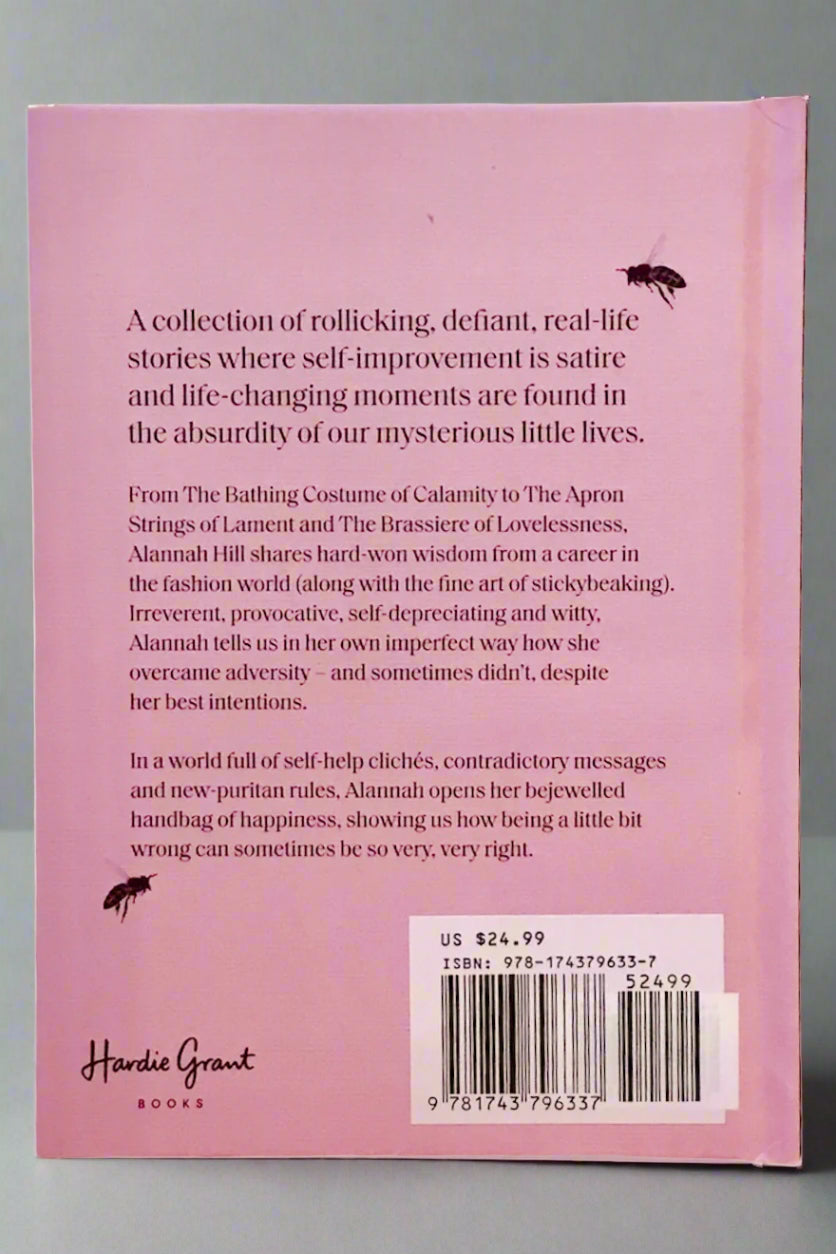 A collection of rollicking, defiant, real-life
stories where self-improvement is satire
and life-changing moments are found in
the absurdity of our mysterious little lives.
From The Bathing Costume of Calamity to The Apron
Strings of Lament and The Brassiere of Lovelessness,
Alannah Hill shares hard-won wisdom from a career in
the fashion world (along with the fine art of stickybeaking).
Irreverent, provocative, self-depreciating and witty,
Alannah tells us in her own imperfect way how she
overcame adversity – and sometimes didn't, despite
her best intentions.
In a world full of self-help clichés, contradictory messages
and new-puritan rules, Alannah opens her bejewelled
handbag of happiness, showing us how being a little bit
wrong can sometimes be so very, very right.
US $24.99
ISBN: 978-174379633-7
52499
9 781743 796337
Hardie Grant
BOOKS